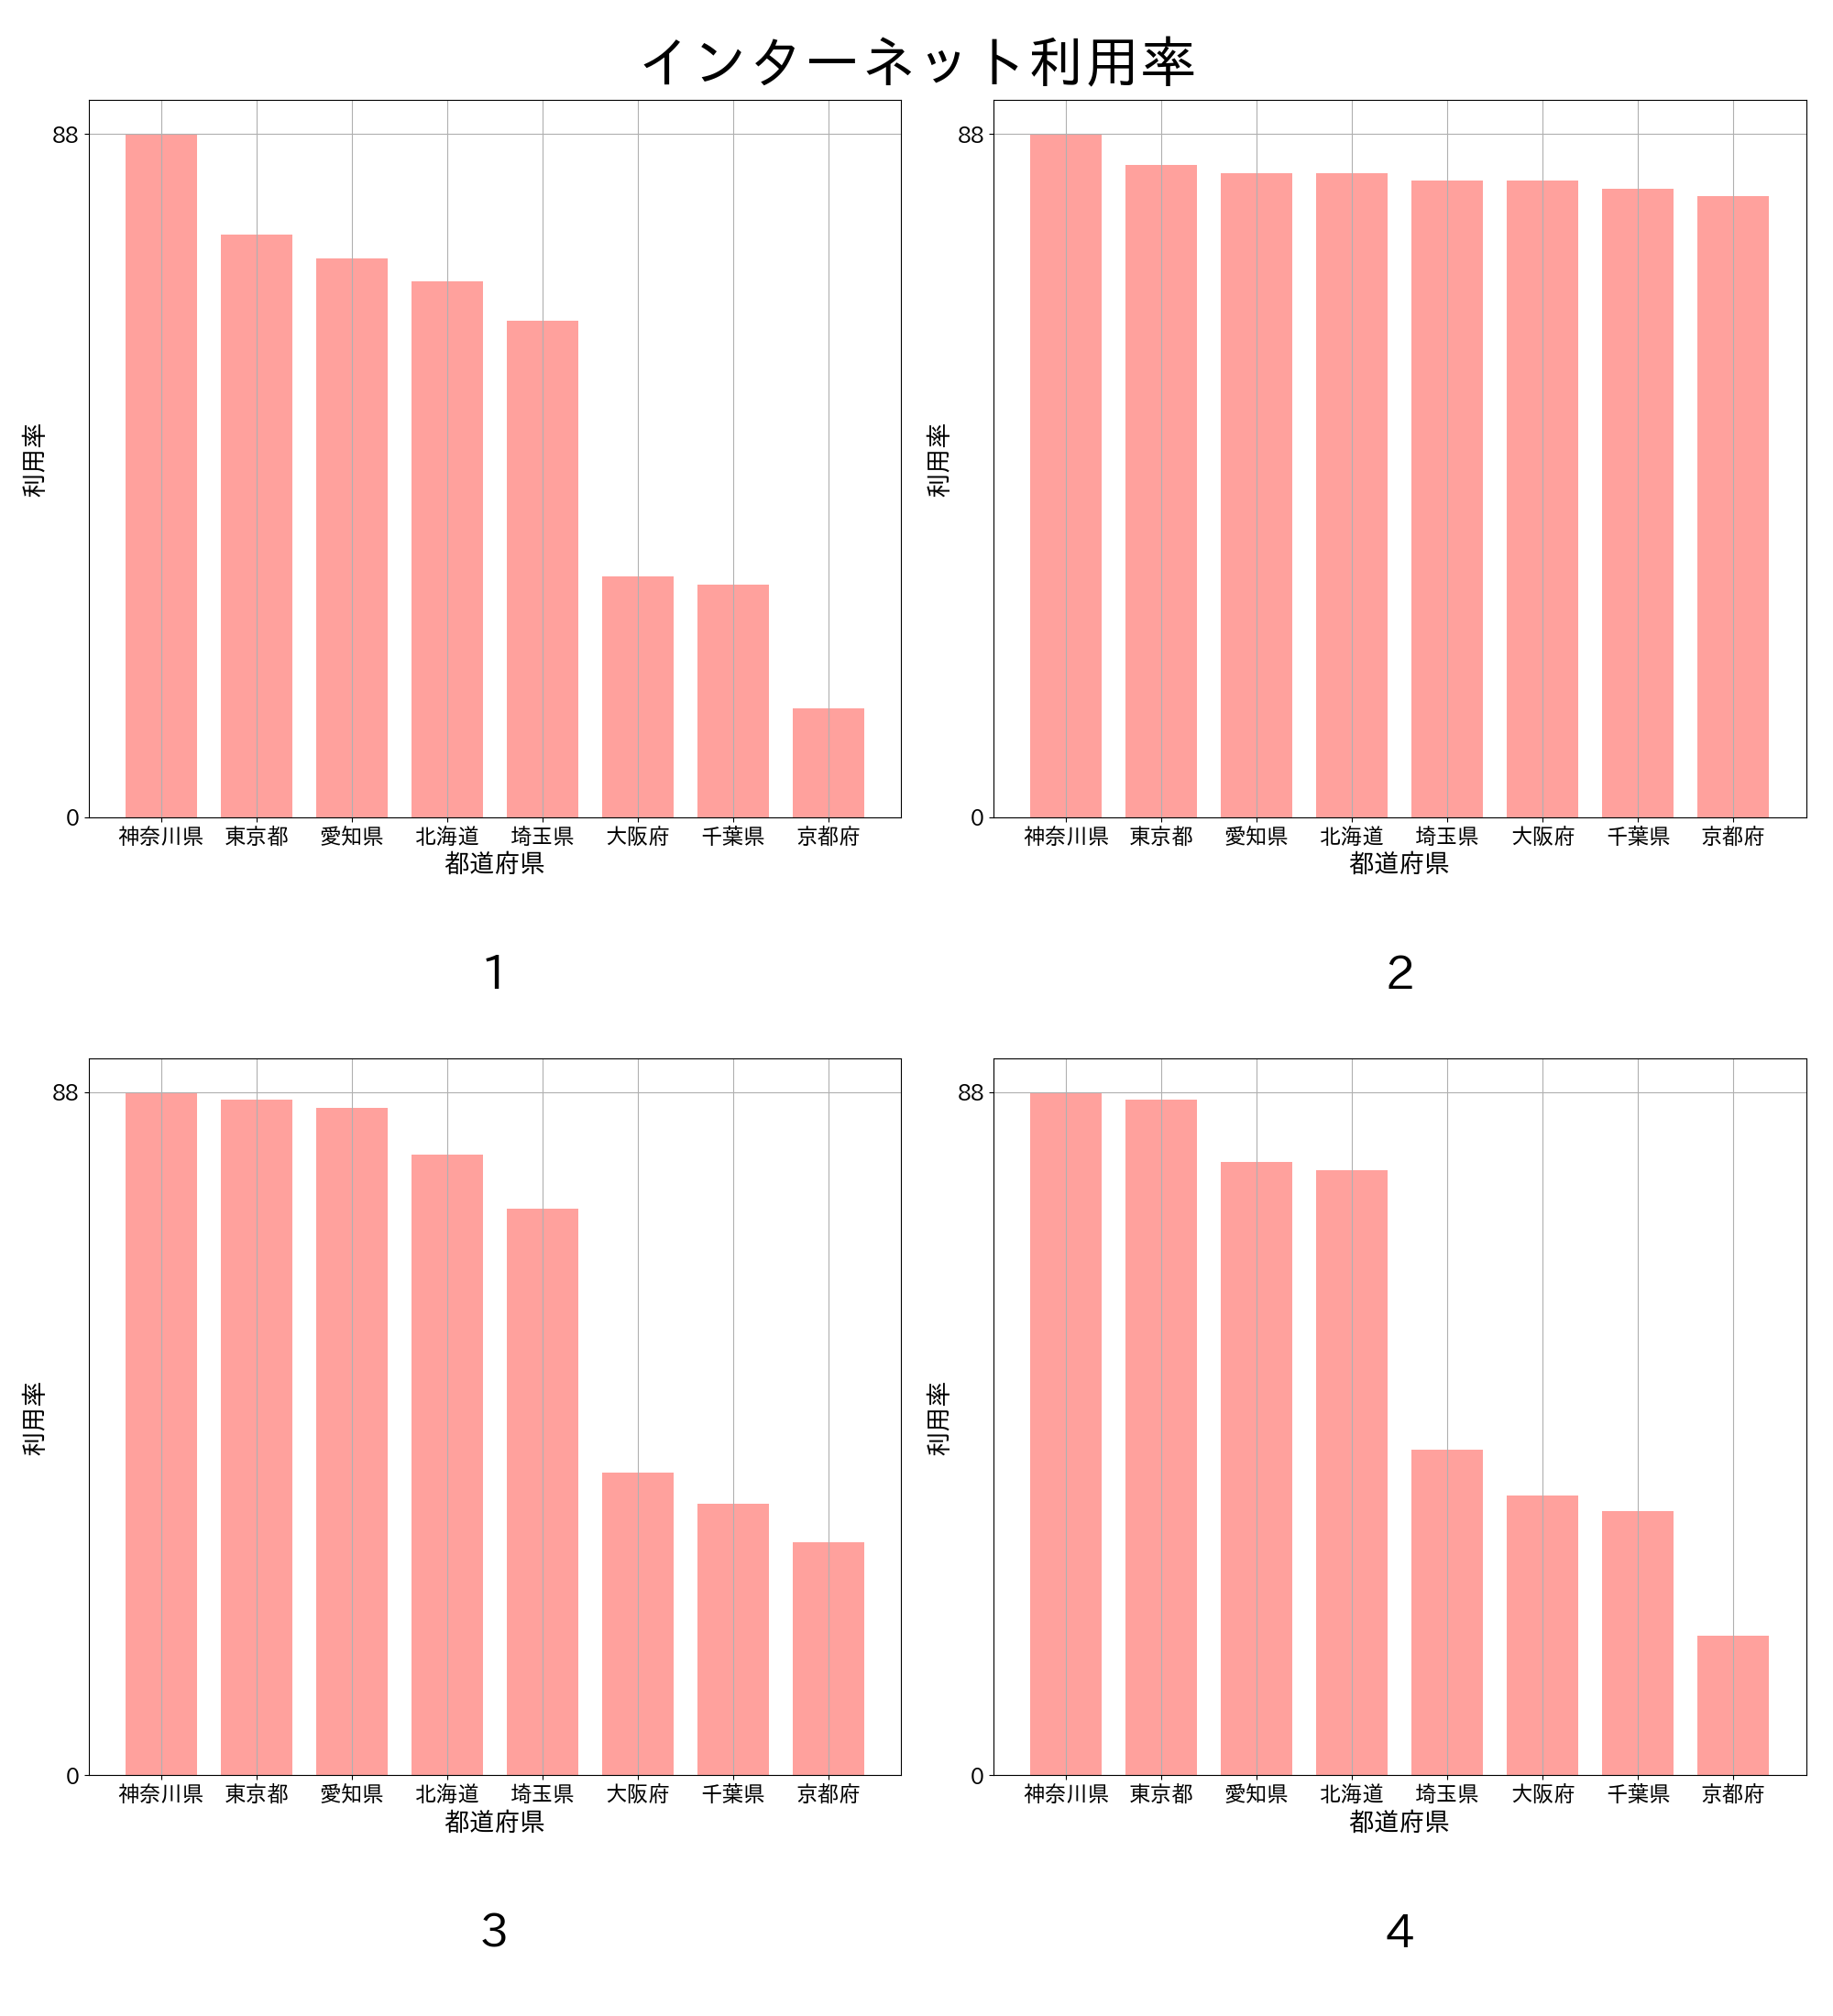 インターネット利用率
88
0
利用率
神奈川県 東京都 愛知県 北海道 埼玉県 大阪府 千葉県 京都府
都道府県
1
88
0
利用率
神奈川県 東京都 愛知県 北海道 埼玉県 大阪府 千葉県 京都府
都道府県
2
88
0
利用率
神奈川県 東京都 愛知県 北海道 埼玉県 大阪府 千葉県 京都府
都道府県
3
88
0
利用率
神奈川県 東京都 愛知県 北海道 埼玉県 大阪府 千葉県 京都府
都道府県
4